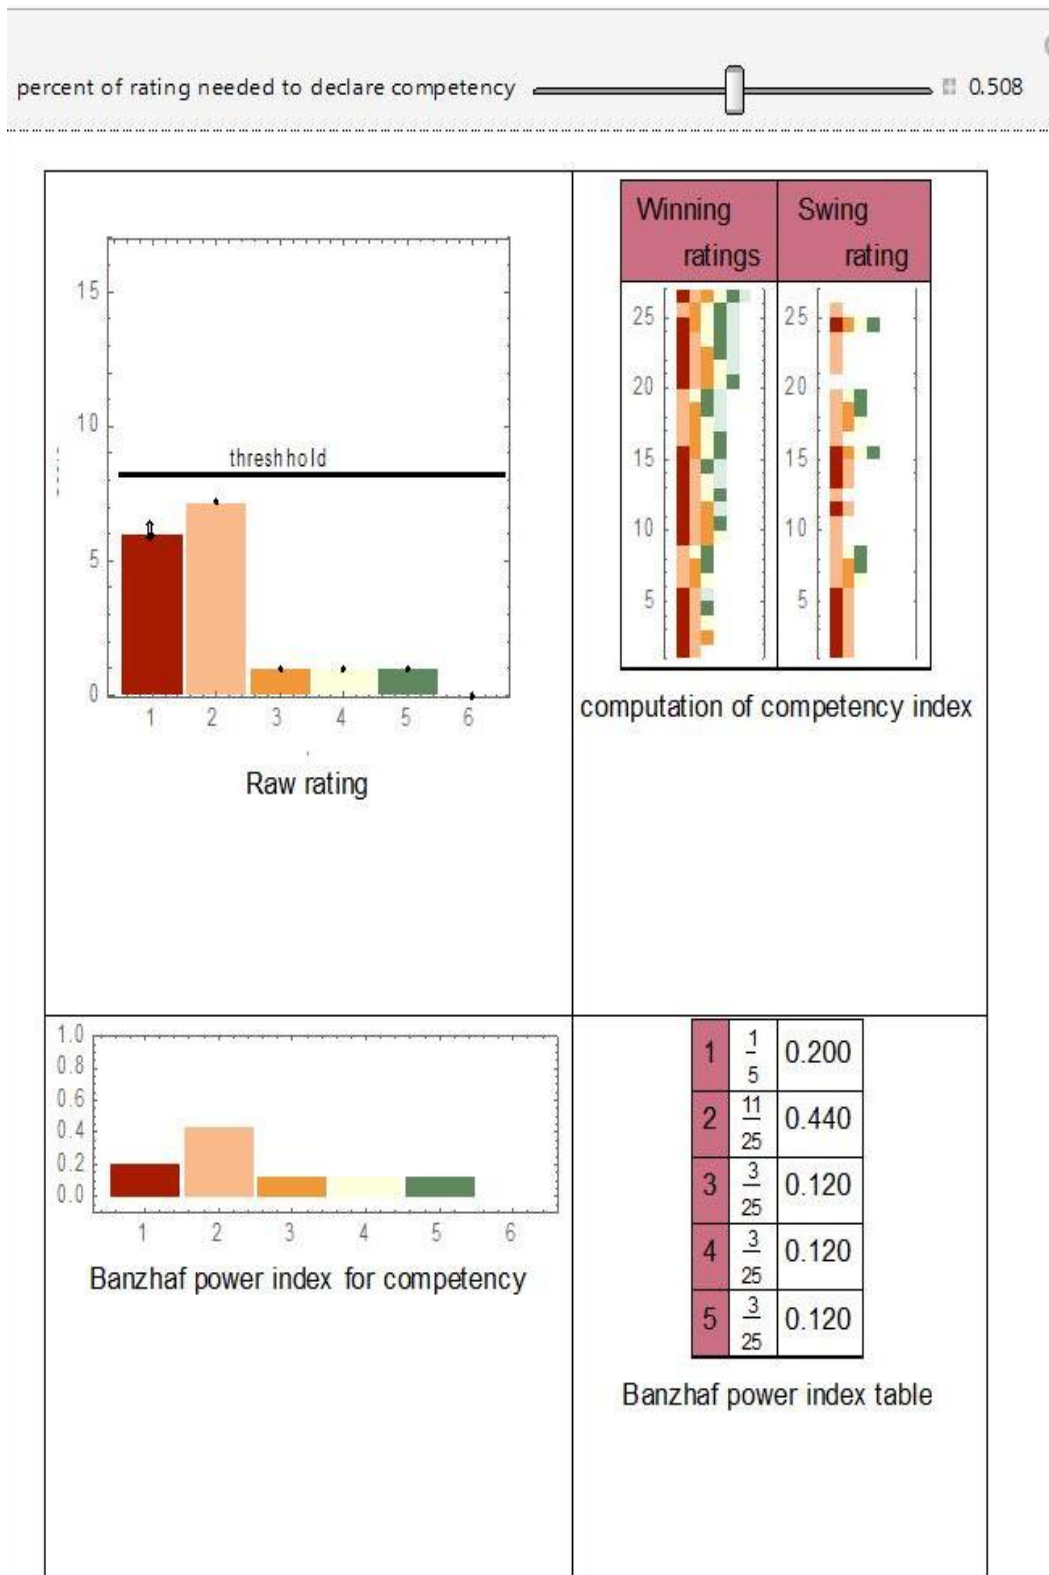 percent of rating needed to declare competency 0.508
Winning Swing
ratings rating
15
10
threshhold
5
0
1 2 3 4 5 6
Raw rating
25 25
20 20
15 15
10 10
5 5
computation of competency index
1.0
0.8
0.6
0.4
0.2
0.0
1 2 3 4 5 6
Banzhaf power index for competency
1 1/5 0.200
2 11/25 0.440
3 3/25 0.120
4 3/25 0.120
5 3/25 0.120
Banzhaf power index table